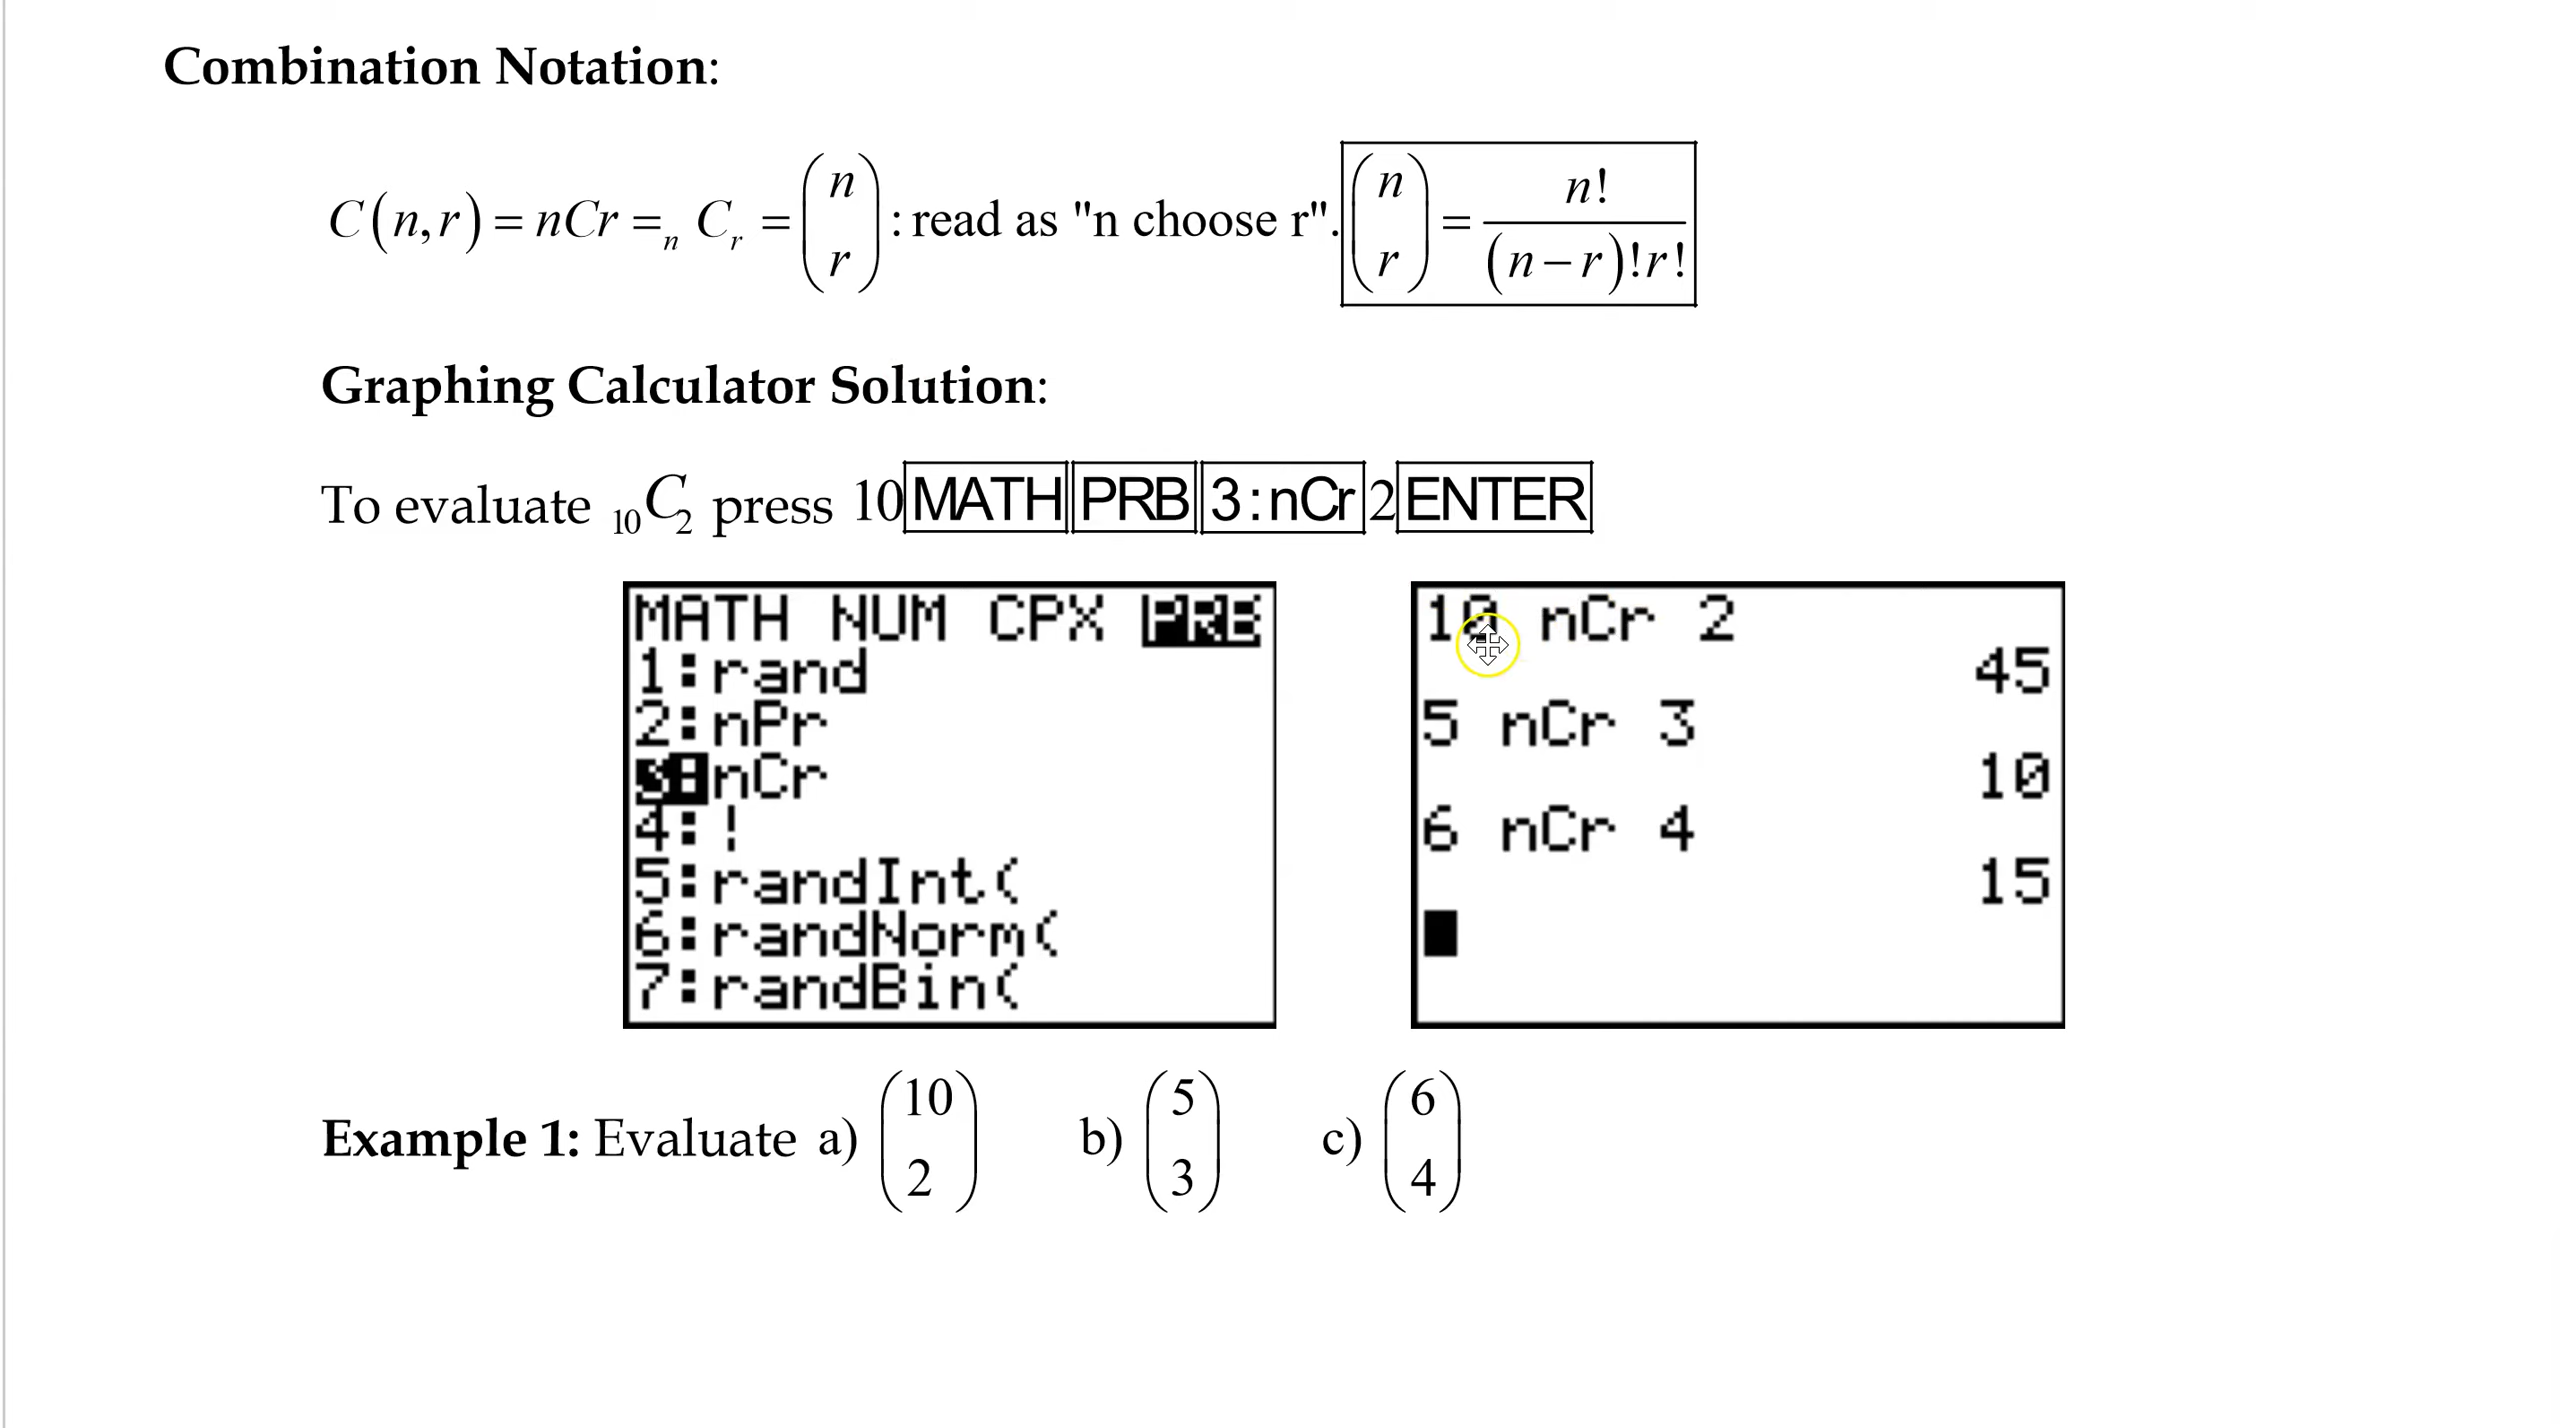 Combination Notation:
C(n,r) = nCr = ₙCᵣ = (n r) : read as "n choose r". (n r) = n! / (n−r)!r!
Graphing Calculator Solution:
To evaluate ₁₀C₂ press 10 MATH PRB 3:nCr 2 ENTER
MATH NUM CPX PRB
1:rand
2:nPr
3:nCr
4:!
5:randInt(
6:randNorm(
7:randBin(
10 nCr 2
45
5 nCr 3
10
6 nCr 4
15
Example 1: Evaluate a) (10 2) b) (5 3) c) (6 4)